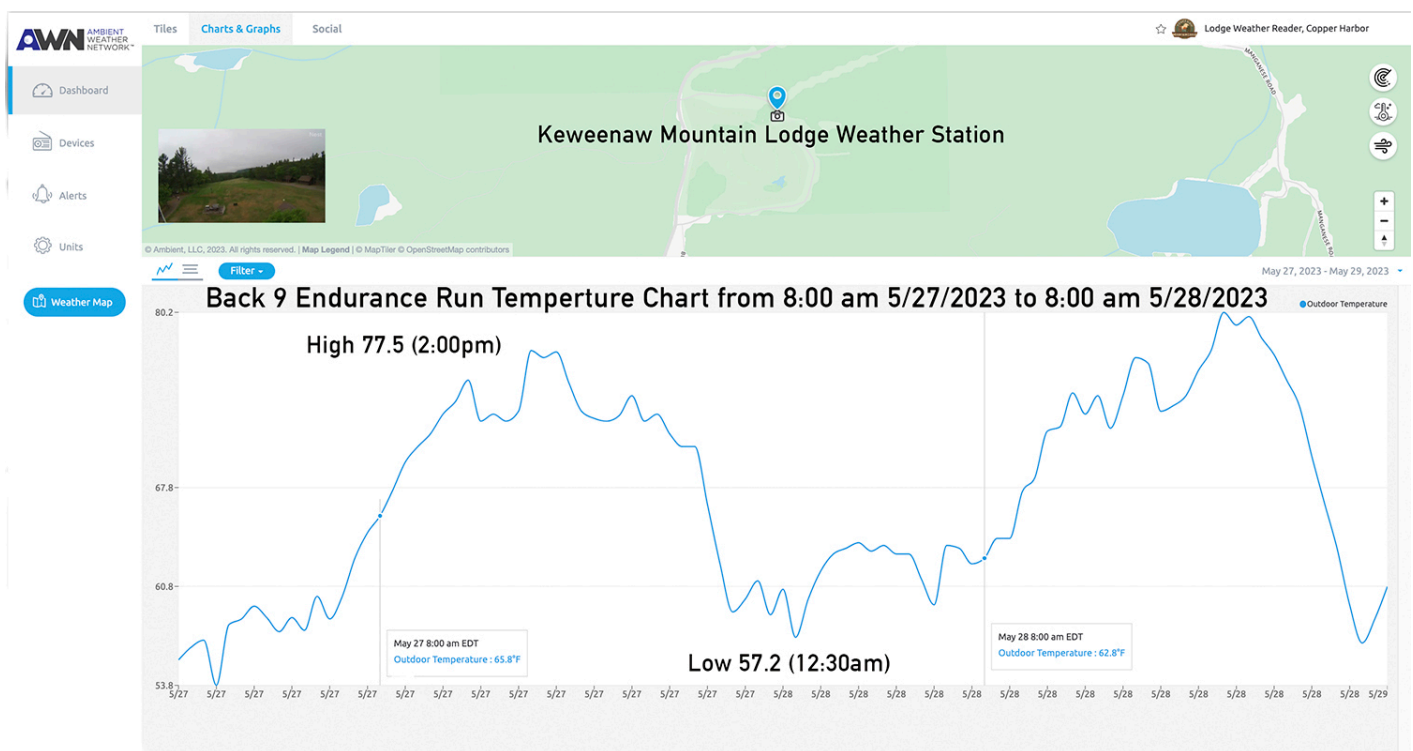 AWN AMBIENT
WEATHER
NETWORK™
Tiles Charts & Graphs Social
Lodge Weather Reader, Copper Harbor
Dashboard
Devices
Alerts
Units
Weather Map
MANGANESE ROAD
Keweenaw Mountain Lodge Weather Station
MANGANESE ROAD
+
−
© Ambient, LLC, 2023. All rights reserved. | Map Legend | © MapTiler © OpenStreetMap contributors
Filter
May 27, 2023 - May 29, 2023
Back 9 Endurance Run Temperture Chart from 8:00 am 5/27/2023 to 8:00 am 5/28/2023
Outdoor Temperature
80.2
High 77.5 (2:00pm)
67.8
60.8
May 27 8:00 am EDT
Outdoor Temperature : 65.8°F
May 28 8:00 am EDT
Outdoor Temperature : 62.8°F
Low 57.2 (12:30am)
53.8
5/27 5/27 5/27 5/27 5/27 5/27 5/27 5/27 5/27 5/27 5/27 5/27 5/27 5/27 5/27 5/27 5/28 5/28 5/28 5/28 5/28 5/28 5/28 5/28 5/28 5/28 5/28 5/28 5/28 5/28 5/28 5/28 5/29